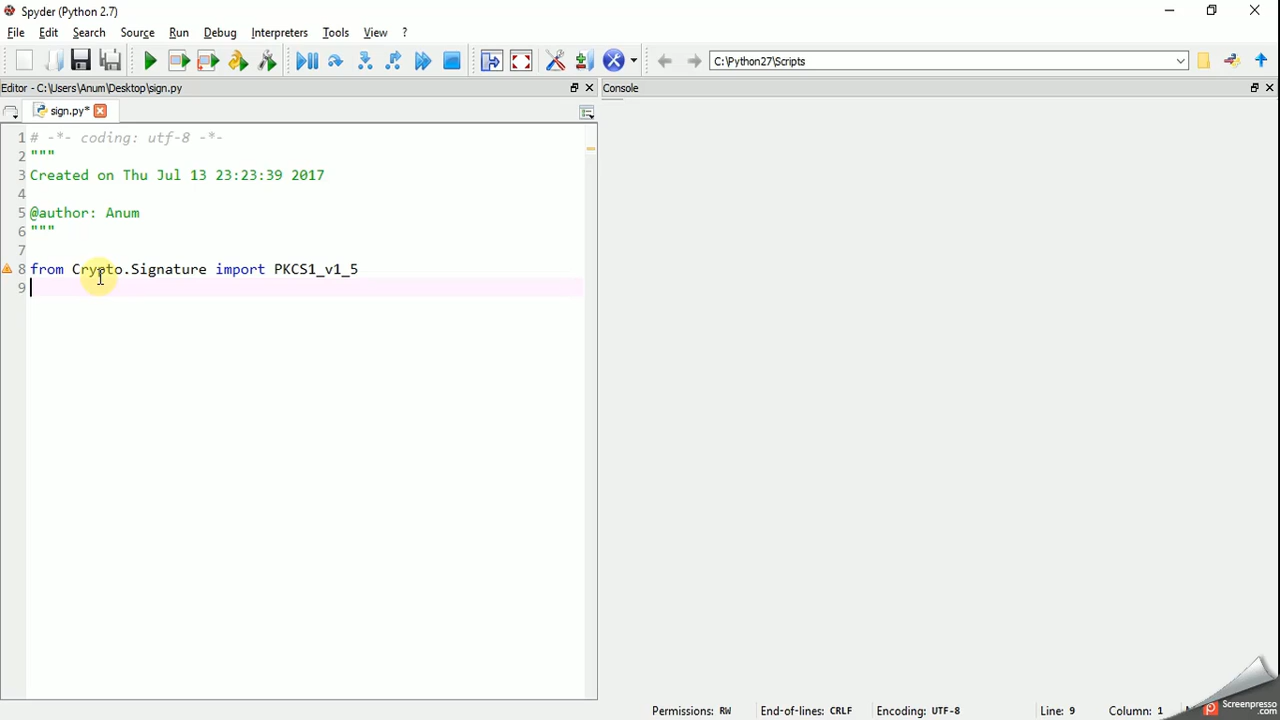 Spyder (Python 2.7)
File Edit Search Source Run Debug Interpreters Tools View ?
C:\Python27\Scripts
Editor - C:\Users\Anum\Desktop\sign.py
Console
sign.py*
1 # -*- coding: utf-8 -*-
2 """
3 Created on Thu Jul 13 23:23:39 2017
4
5 @author: Anum
6 """
7
8 from Crypto.Signature import PKCS1_v1_5
9
Permissions: RW End-of-lines: CRLF Encoding: UTF-8 Line: 9 Column: 1
Screenpresso
.com